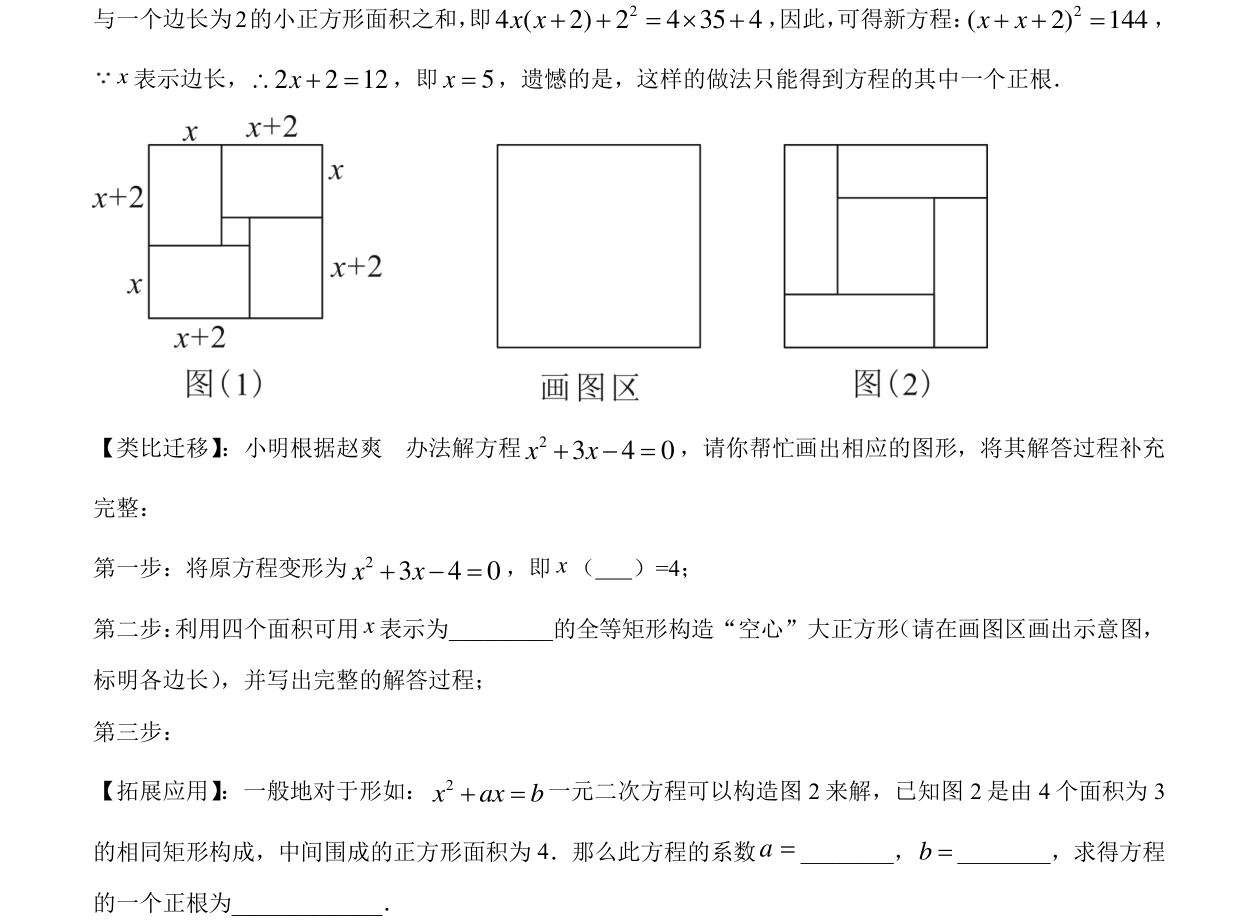 与一个边长为2的小正方形面积之和,即4x(x+2)+2²=4×35+4,因此,可得新方程:(x+x+2)²=144,
∵x表示边长,∴2x+2=12,即x=5,遗憾的是,这样的做法只能得到方程的其中一个正根.
x x+2
x+2 x
x x+2
x+2
图(1) 画图区 图(2)
【类比迁移】:小明根据赵爽 办法解方程x²+3x−4=0,请你帮忙画出相应的图形,将其解答过程补充
完整:
第一步:将原方程变形为x²+3x−4=0,即x(___)=4;
第二步:利用四个面积可用x表示为_________的全等矩形构造“空心”大正方形(请在画图区画出示意图,
标明各边长),并写出完整的解答过程;
第三步:
【拓展应用】:一般地对于形如:x²+ax=b一元二次方程可以构造图2来解,已知图2是由4个面积为3
的相同矩形构成,中间围成的正方形面积为4.那么此方程的系数a=________,b=________,求得方程
的一个正根为_____________.